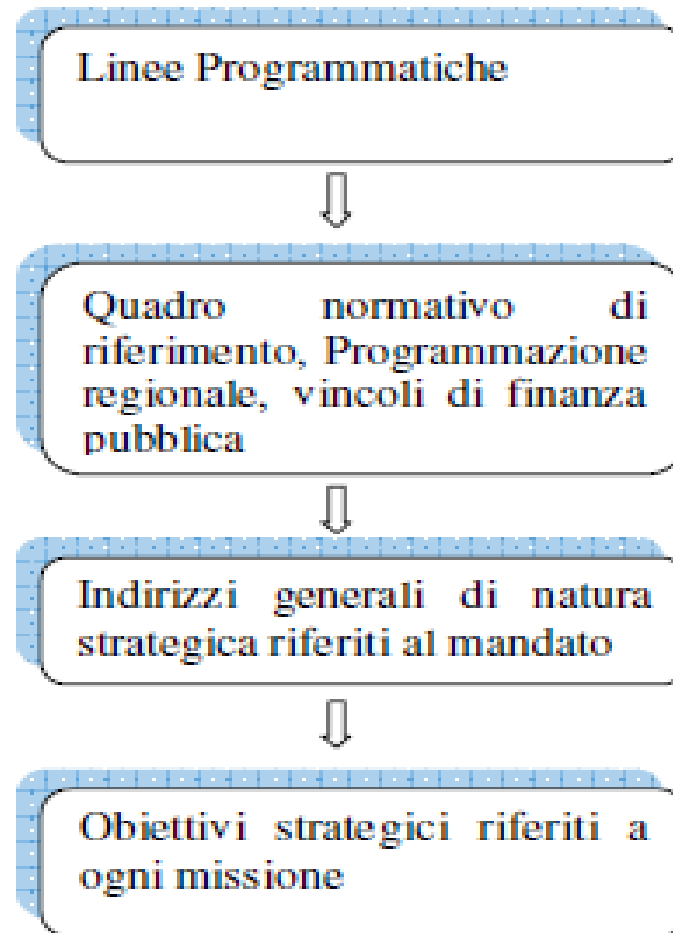 Linee Programmatiche
Quadro normativo di
riferimento, Programmazione
regionale, vincoli di finanza
pubblica
Indirizzi generali di natura
strategica riferiti al mandato
Obiettivi strategici riferiti a
ogni missione